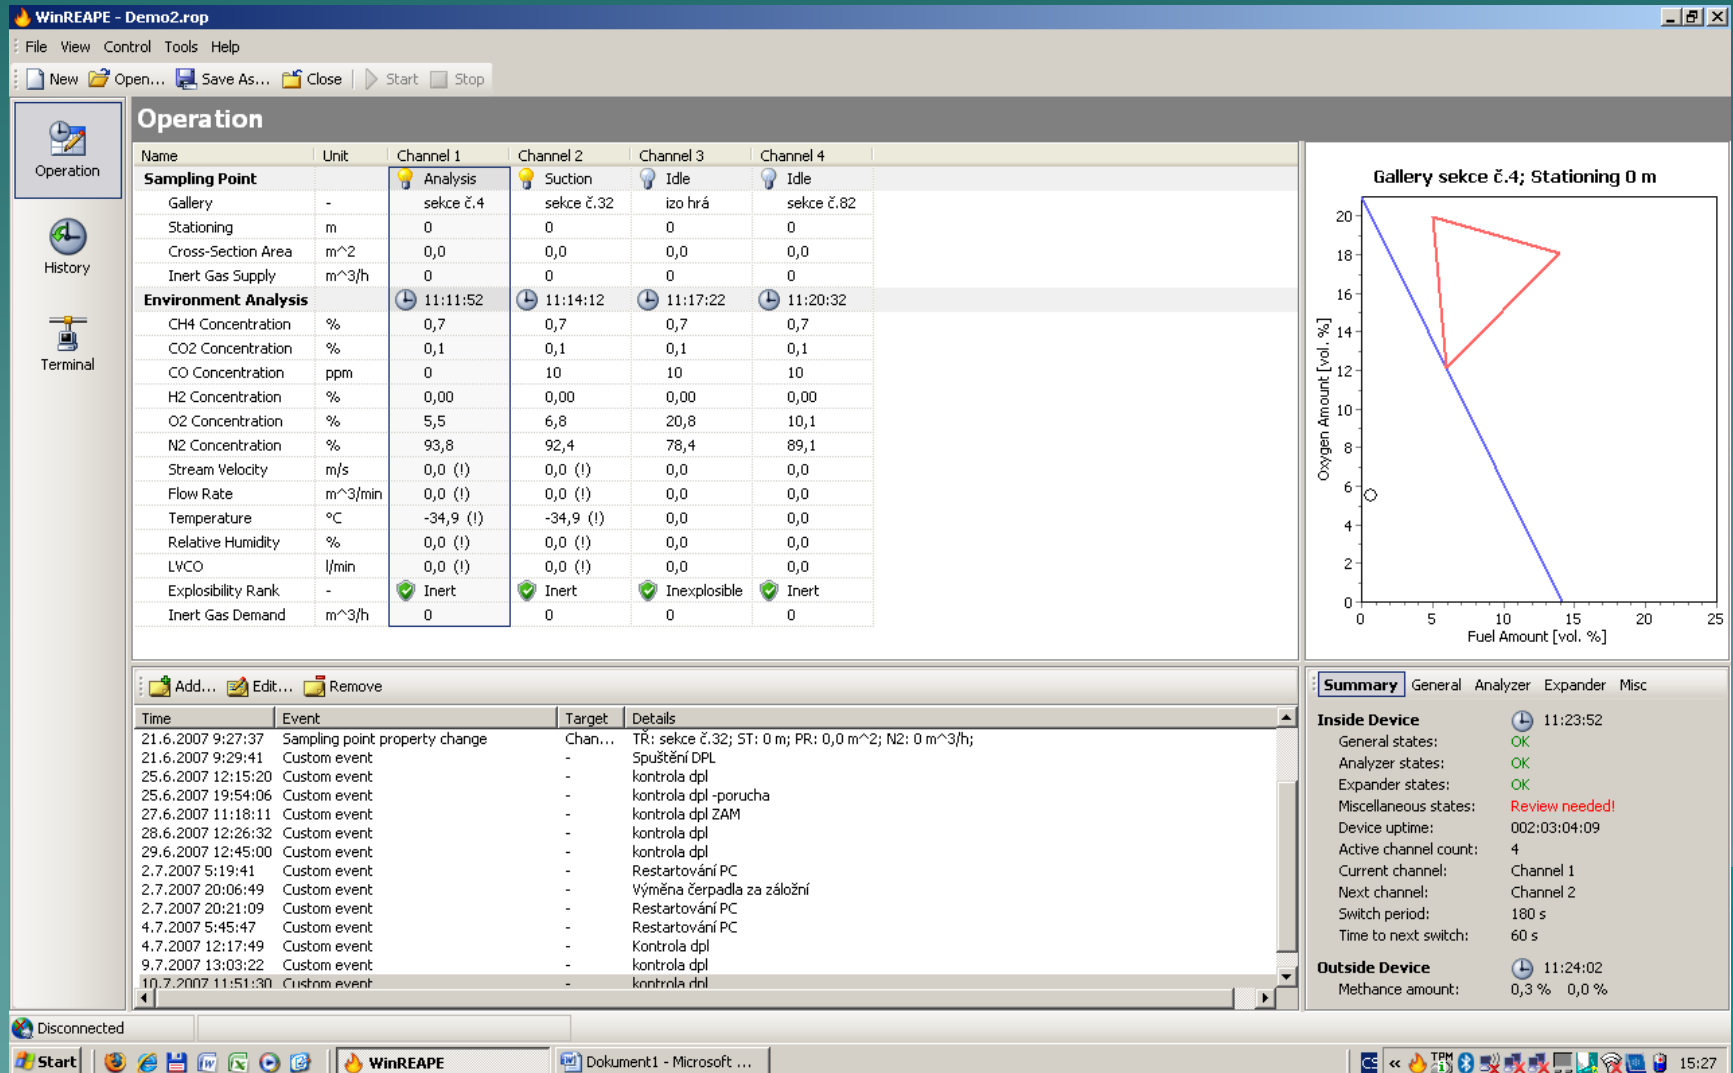 WinREAPE - Demo2.rop
File View Control Tools Help
New Open... Save As... Close Start Stop
Operation
History
Terminal
Operation
Name Unit Channel 1 Channel 2 Channel 3 Channel 4
Sampling Point Analysis Suction Idle Idle
Gallery - sekce č.4 sekce č.32 izo hrá sekce č.82
Stationing m 0 0 0 0
Cross-Section Area m^2 0,0 0,0 0,0 0,0
Inert Gas Supply m^3/h 0 0 0 0
Environment Analysis 11:11:52 11:14:12 11:17:22 11:20:32
CH4 Concentration % 0,7 0,7 0,7 0,7
CO2 Concentration % 0,1 0,1 0,1 0,1
CO Concentration ppm 0 10 10 10
H2 Concentration % 0,00 0,00 0,00 0,00
O2 Concentration % 5,5 6,8 20,8 10,1
N2 Concentration % 93,8 92,4 78,4 89,1
Stream Velocity m/s 0,0 (!) 0,0 (!) 0,0 0,0
Flow Rate m^3/min 0,0 (!) 0,0 (!) 0,0 0,0
Temperature °C -34,9 (!) -34,9 (!) 0,0 0,0
Relative Humidity % 0,0 (!) 0,0 (!) 0,0 0,0
LVCO l/min 0,0 (!) 0,0 (!) 0,0 0,0
Explosibility Rank - Inert Inert Inexplosible Inert
Inert Gas Demand m^3/h 0 0 0 0
Gallery sekce č.4; Stationing 0 m
Oxygen Amount [vol. %]
20
18
16
14
12
10
8
6
4
2
0
0 5 10 15 20 25
Fuel Amount [vol. %]
Add... Edit... Remove
Time Event Target Details
21.6.2007 9:27:37 Sampling point property change Chan... TŘ: sekce č.32; ST: 0 m; PR: 0,0 m^2; N2: 0 m^3/h;
21.6.2007 9:29:41 Custom event - Spuštění DPL
25.6.2007 12:15:20 Custom event - kontrola dpl
25.6.2007 19:54:06 Custom event - kontrola dpl -porucha
27.6.2007 11:18:11 Custom event - kontrola dpl ZAM
28.6.2007 12:26:32 Custom event - kontrola dpl
29.6.2007 12:45:00 Custom event - kontrola dpl
2.7.2007 5:19:41 Custom event - Restartování PC
2.7.2007 20:06:49 Custom event - Výměna čerpadla za záložní
2.7.2007 20:21:09 Custom event - Restartování PC
4.7.2007 5:45:47 Custom event - Restartování PC
4.7.2007 12:17:49 Custom event - Kontrola dpl
9.7.2007 13:03:22 Custom event - kontrola dpl
10.7.2007 11:51:30 Custom event - kontrola dpl
Summary General Analyzer Expander Misc
Inside Device 11:23:52
General states: OK
Analyzer states: OK
Expander states: OK
Miscellaneous states: Review needed!
Device uptime: 002:03:04:09
Active channel count: 4
Current channel: Channel 1
Next channel: Channel 2
Switch period: 180 s
Time to next switch: 60 s
Outside Device 11:24:02
Methance amount: 0,3 % 0,0 %
Disconnected
Start WinREAPE Dokument1 - Microsoft ... CS « TPM 15:27